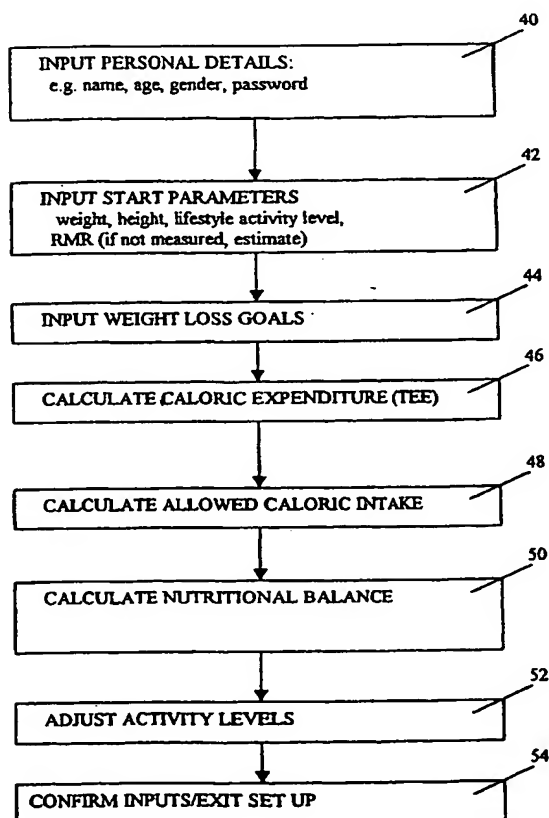 40
INPUT PERSONAL DETAILS:
e.g. name, age, gender, password
42
INPUT START PARAMETERS
weight, height, lifestyle activity level,
RMR (if not measured, estimate)
44
INPUT WEIGHT LOSS GOALS
46
CALCULATE CALORIC EXPENDITURE (TEE)
48
CALCULATE ALLOWED CALORIC INTAKE
50
CALCULATE NUTRITIONAL BALANCE
52
ADJUST ACTIVITY LEVELS
54
CONFIRM INPUTS/EXIT SET UP